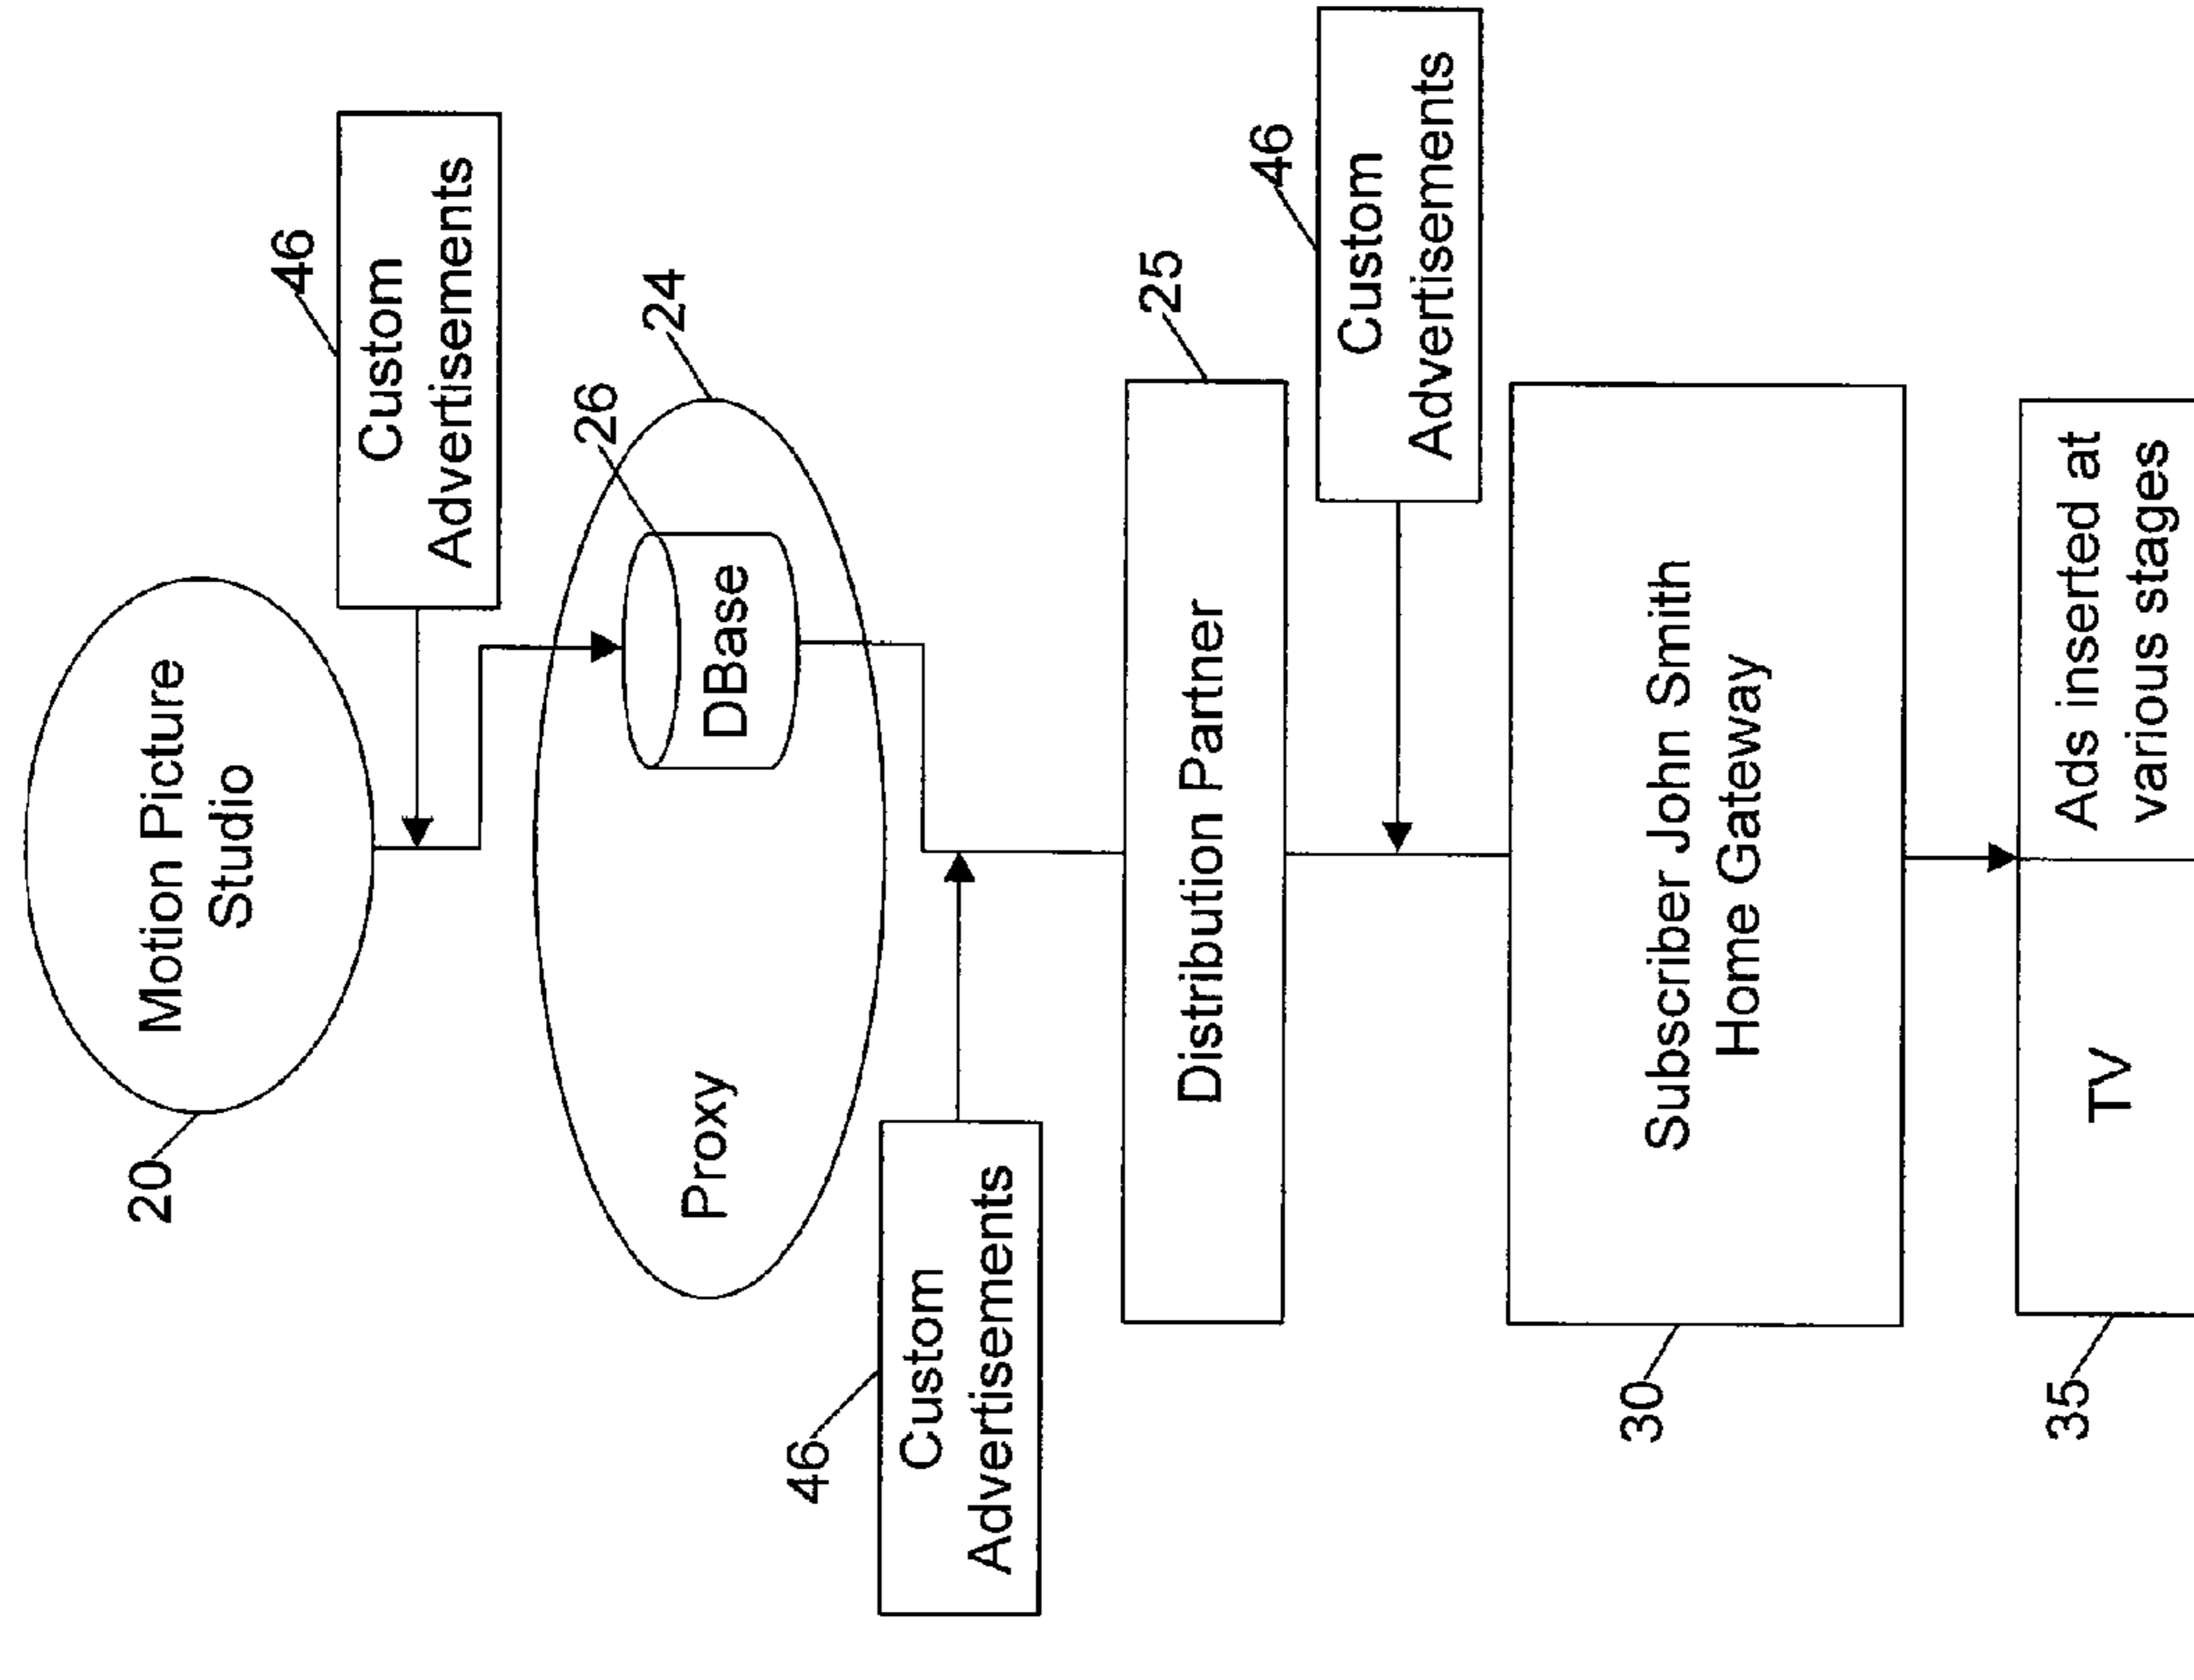 20
Motion Picture
Studio
46
Custom
Advertisements
24
26
Proxy
DBase
46
Custom
Advertisements
25
Distribution Partner
46
Custom
Advertisements
30
Subscriber John Smith
Home Gateway
35
TV
Ads inserted at
various stages